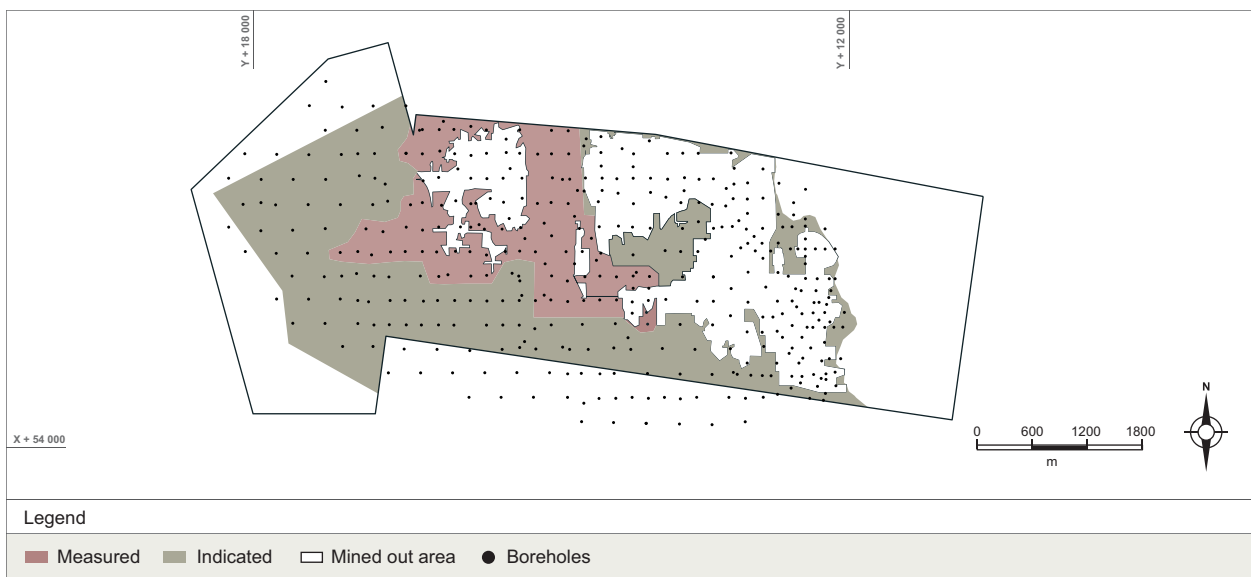 Y + 18 000
Y + 12 000
X + 54 000
N
0 600 1200 1800
m
Legend
Measured Indicated Mined out area Boreholes